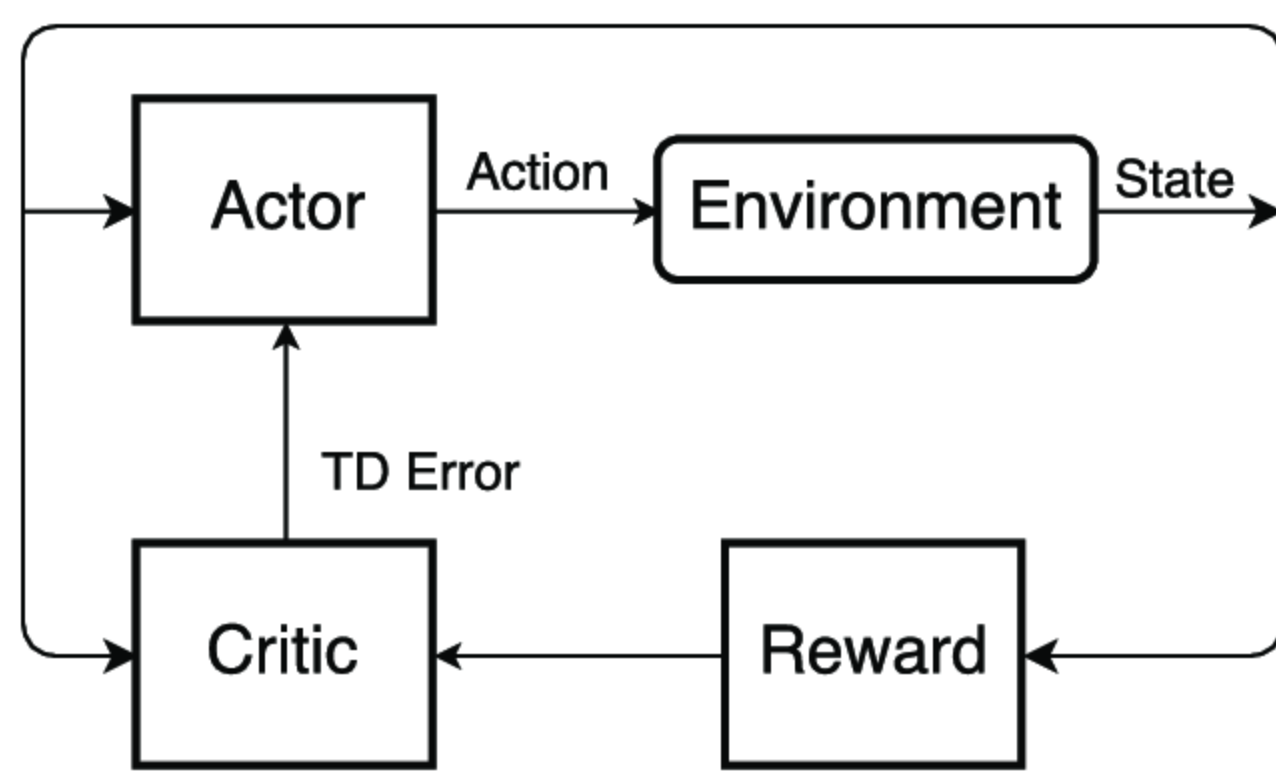 Actor
Action
Environment
State
TD Error
Critic
Reward